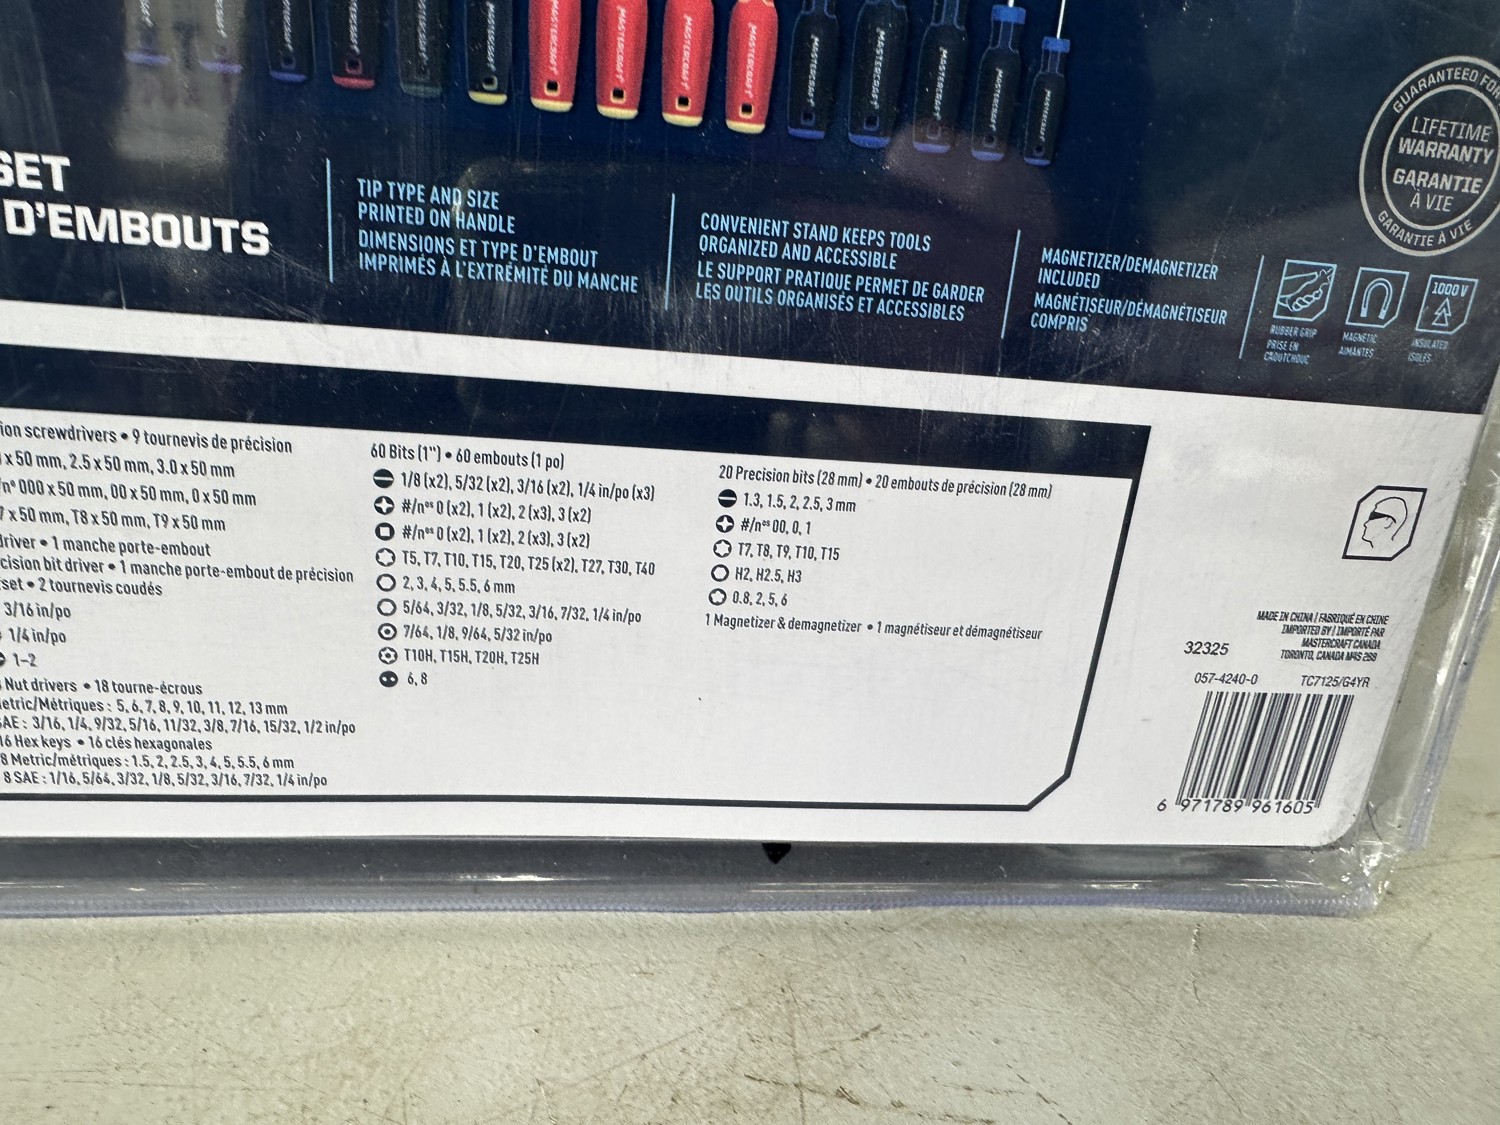 MASTERCRAFT
MASTERCRAFT
MASTERCRAFT
MASTERCRAFT
MASTERCRAFT
MASTERCRAFT
MASTERCRAFT
MASTERCRAFT
MASTERCRAFT
MASTERCRAFT
MASTERCRAFT
MASTERCRAFT
MASTERCRAFT
SET
D'EMBOUTS
TIP TYPE AND SIZE
PRINTED ON HANDLE
DIMENSIONS ET TYPE D'EMBOUT
IMPRIMÉS À L'EXTRÉMITÉ DU MANCHE
CONVENIENT STAND KEEPS TOOLS
ORGANIZED AND ACCESSIBLE
LE SUPPORT PRATIQUE PERMET DE GARDER
LES OUTILS ORGANISÉS ET ACCESSIBLES
MAGNETIZER/DEMAGNETIZER
INCLUDED
MAGNÉTISEUR/DÉMAGNÉTISEUR
COMPRIS
GUARANTEED FOR
LIFETIME
WARRANTY
GARANTIE
À VIE
GARANTIE À VIE
RUBBER GRIP
PRISE EN
CAOUTCHOUC
MAGNETIC
AIMANTÉS
1000 V
INSULATED
ISOLÉS
ion screwdrivers • 9 tournevis de précision
x 50 mm, 2.5 x 50 mm, 3.0 x 50 mm
/nº 000 x 50 mm, 00 x 50 mm, 0 x 50 mm
7 x 50 mm, T8 x 50 mm, T9 x 50 mm
driver • 1 manche porte-embout
cision bit driver • 1 manche porte-embout de précision
set • 2 tournevis coudés
3/16 in/po
1/4 in/po
1–2
Nut drivers • 18 tourne-écrous
etric/Métriques : 5, 6, 7, 8, 9, 10, 11, 12, 13 mm
SAE : 3/16, 1/4, 9/32, 5/16, 11/32, 3/8, 7/16, 15/32, 1/2 in/po
16 Hex keys • 16 clés hexagonales
8 Metric/métriques : 1.5, 2, 2.5, 3, 4, 5, 5.5, 6 mm
8 SAE : 1/16, 5/64, 3/32, 1/8, 5/32, 3/16, 7/32, 1/4 in/po
60 Bits (1") • 60 embouts (1 po)
1/8 (x2), 5/32 (x2), 3/16 (x2), 1/4 in/po (x3)
#/nºˢ 0 (x2), 1 (x2), 2 (x3), 3 (x2)
#/nºˢ 0 (x2), 1 (x2), 2 (x3), 3 (x2)
T5, T7, T10, T15, T20, T25 (x2), T27, T30, T40
2, 3, 4, 5, 5.5, 6 mm
5/64, 3/32, 1/8, 5/32, 3/16, 7/32, 1/4 in/po
7/64, 1/8, 9/64, 5/32 in/po
T10H, T15H, T20H, T25H
6, 8
20 Precision bits (28 mm) • 20 embouts de précision (28 mm)
1.3, 1.5, 2, 2.5, 3 mm
#/nºˢ 00, 0, 1
T7, T8, T9, T10, T15
H2, H2.5, H3
0.8, 2, 5, 6
1 Magnetizer & demagnetizer • 1 magnétiseur et démagnétiseur
MADE IN CHINA / FABRIQUÉ EN CHINE
IMPORTED BY / IMPORTÉ PAR
MASTERCRAFT CANADA
TORONTO, CANADA M4S 2B8
32325
057-4240-0 TC7125/G4YR
6 971789 961605